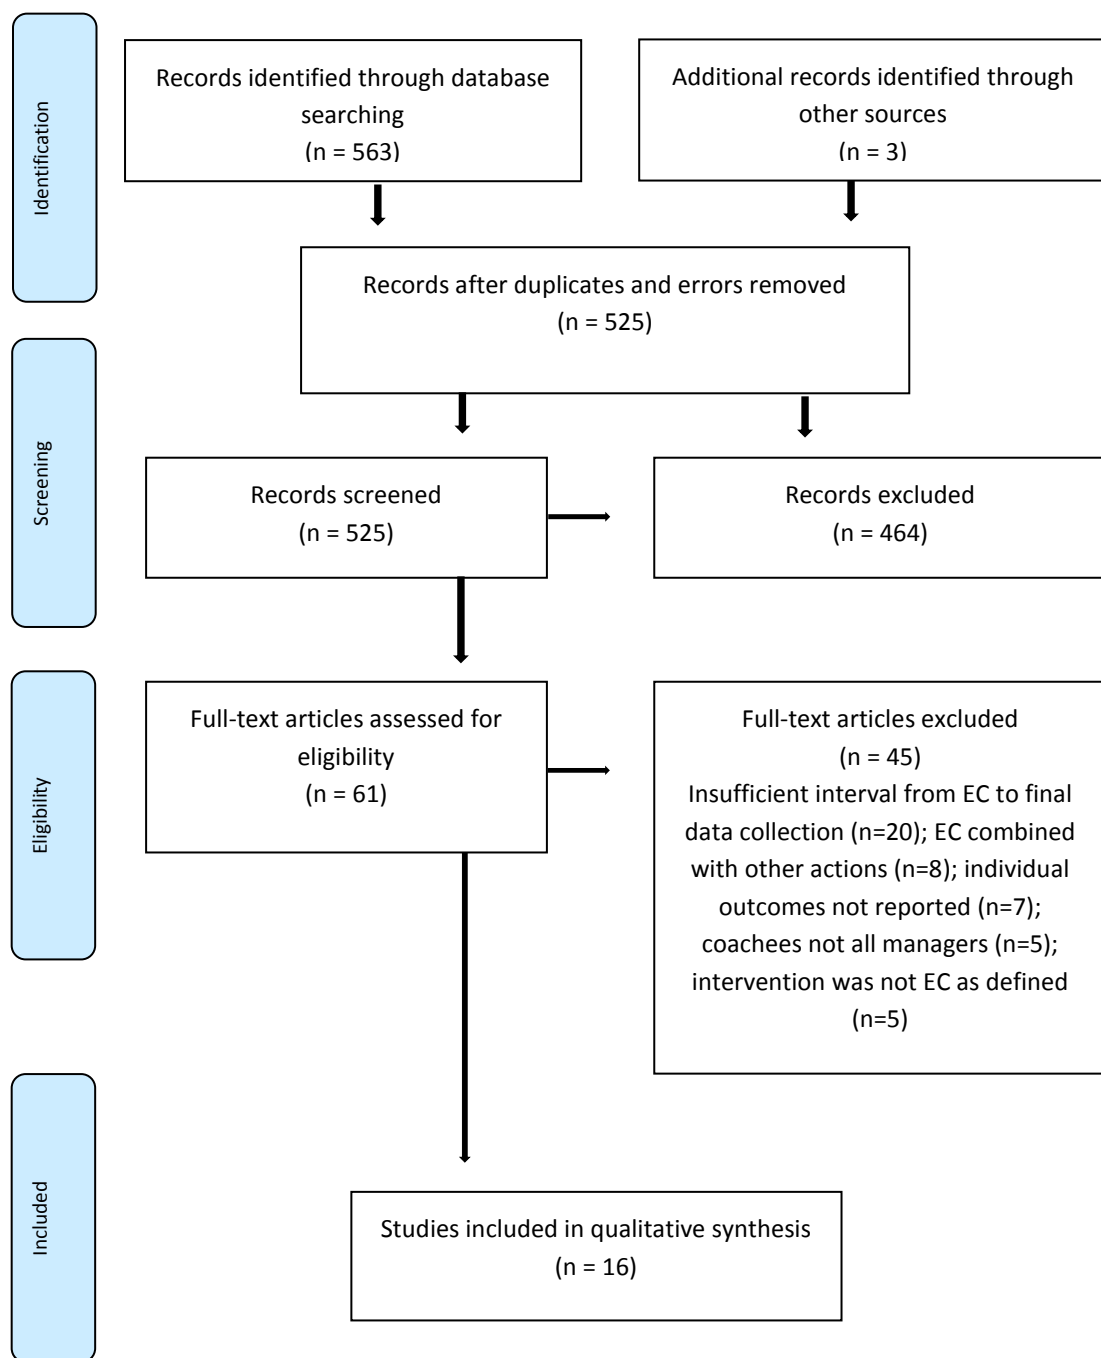 Identification
Records identified through database
searching
(n = 563)
Additional records identified through
other sources
(n = 3)
Records after duplicates and errors removed
(n = 525)
Screening
Records screened
(n = 525)
Records excluded
(n = 464)
Eligibility
Full-text articles assessed for
eligibility
(n = 61)
Full-text articles excluded
(n = 45)
Insufficient interval from EC to final
data collection (n=20); EC combined
with other actions (n=8); individual
outcomes not reported (n=7);
coachees not all managers (n=5);
intervention was not EC as defined
(n=5)
Included
Studies included in qualitative synthesis
(n = 16)